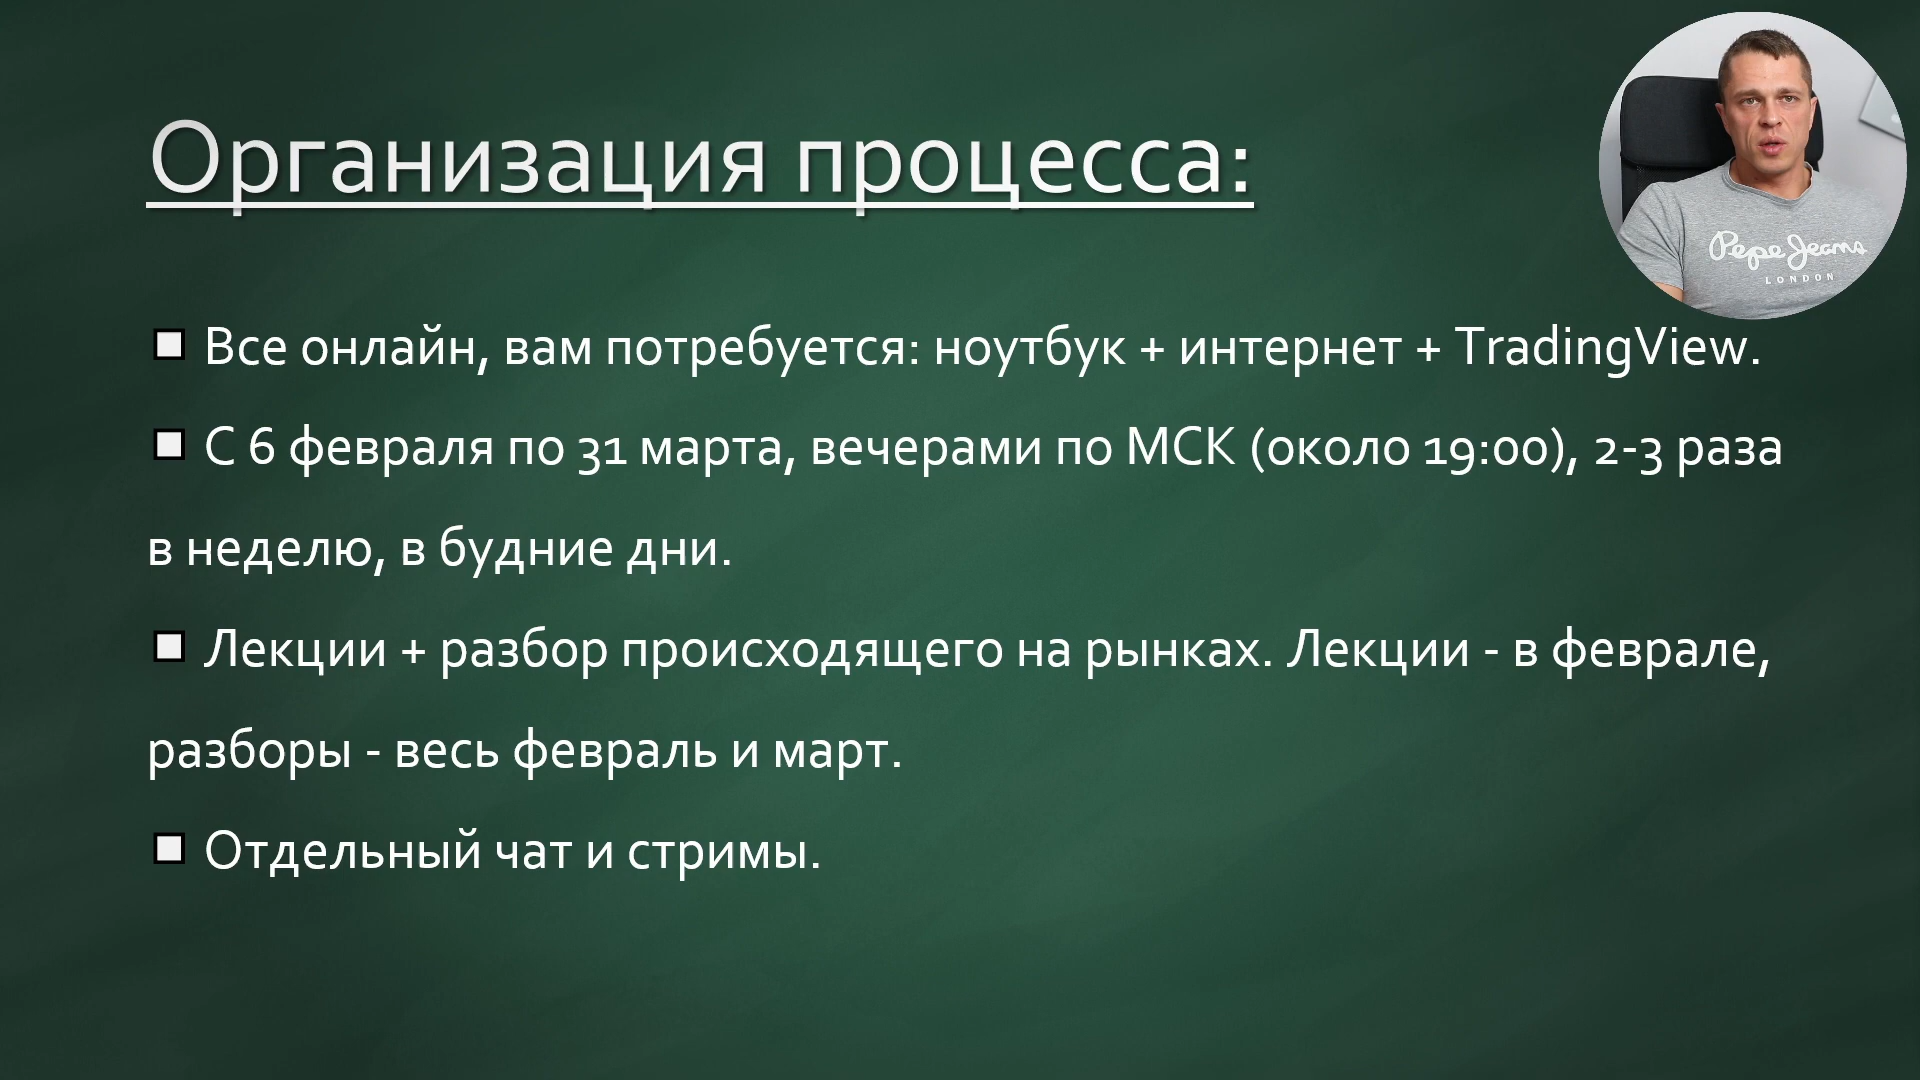 Организация процесса:
Pepe Jeans
LONDON
Все онлайн, вам потребуется: ноутбук + интернет + TradingView.
С 6 февраля по 31 марта, вечерами по МСК (около 19:00), 2-3 раза
в неделю, в будние дни.
Лекции + разбор происходящего на рынках. Лекции - в феврале,
разборы - весь февраль и март.
Отдельный чат и стримы.